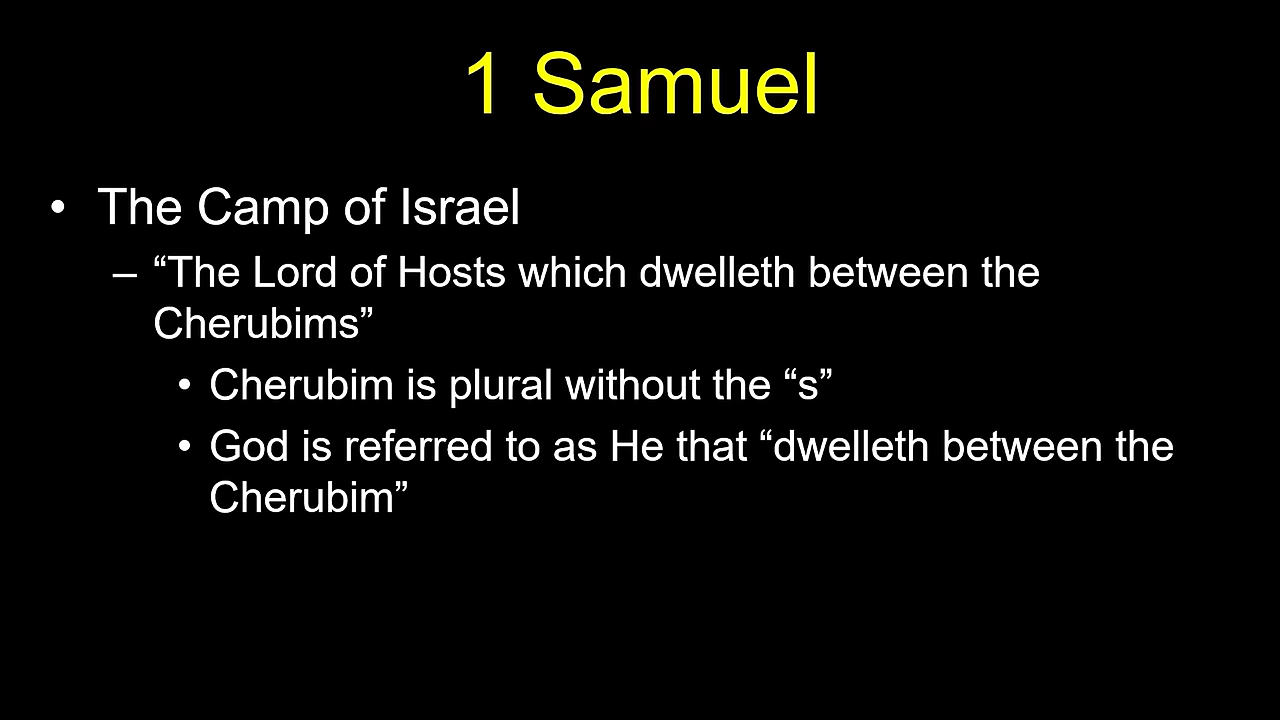 1 Samuel
• The Camp of Israel
– “The Lord of Hosts which dwelleth between the
Cherubims”
• Cherubim is plural without the “s”
• God is referred to as He that “dwelleth between the
Cherubim”